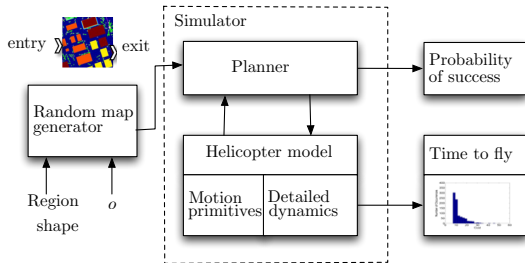 Simulator
entry
exit
Planner
Probability
of success
Random map
generator
Helicopter model
Time to fly
Motion
primitives
Detailed
dynamics
Region
shape
o